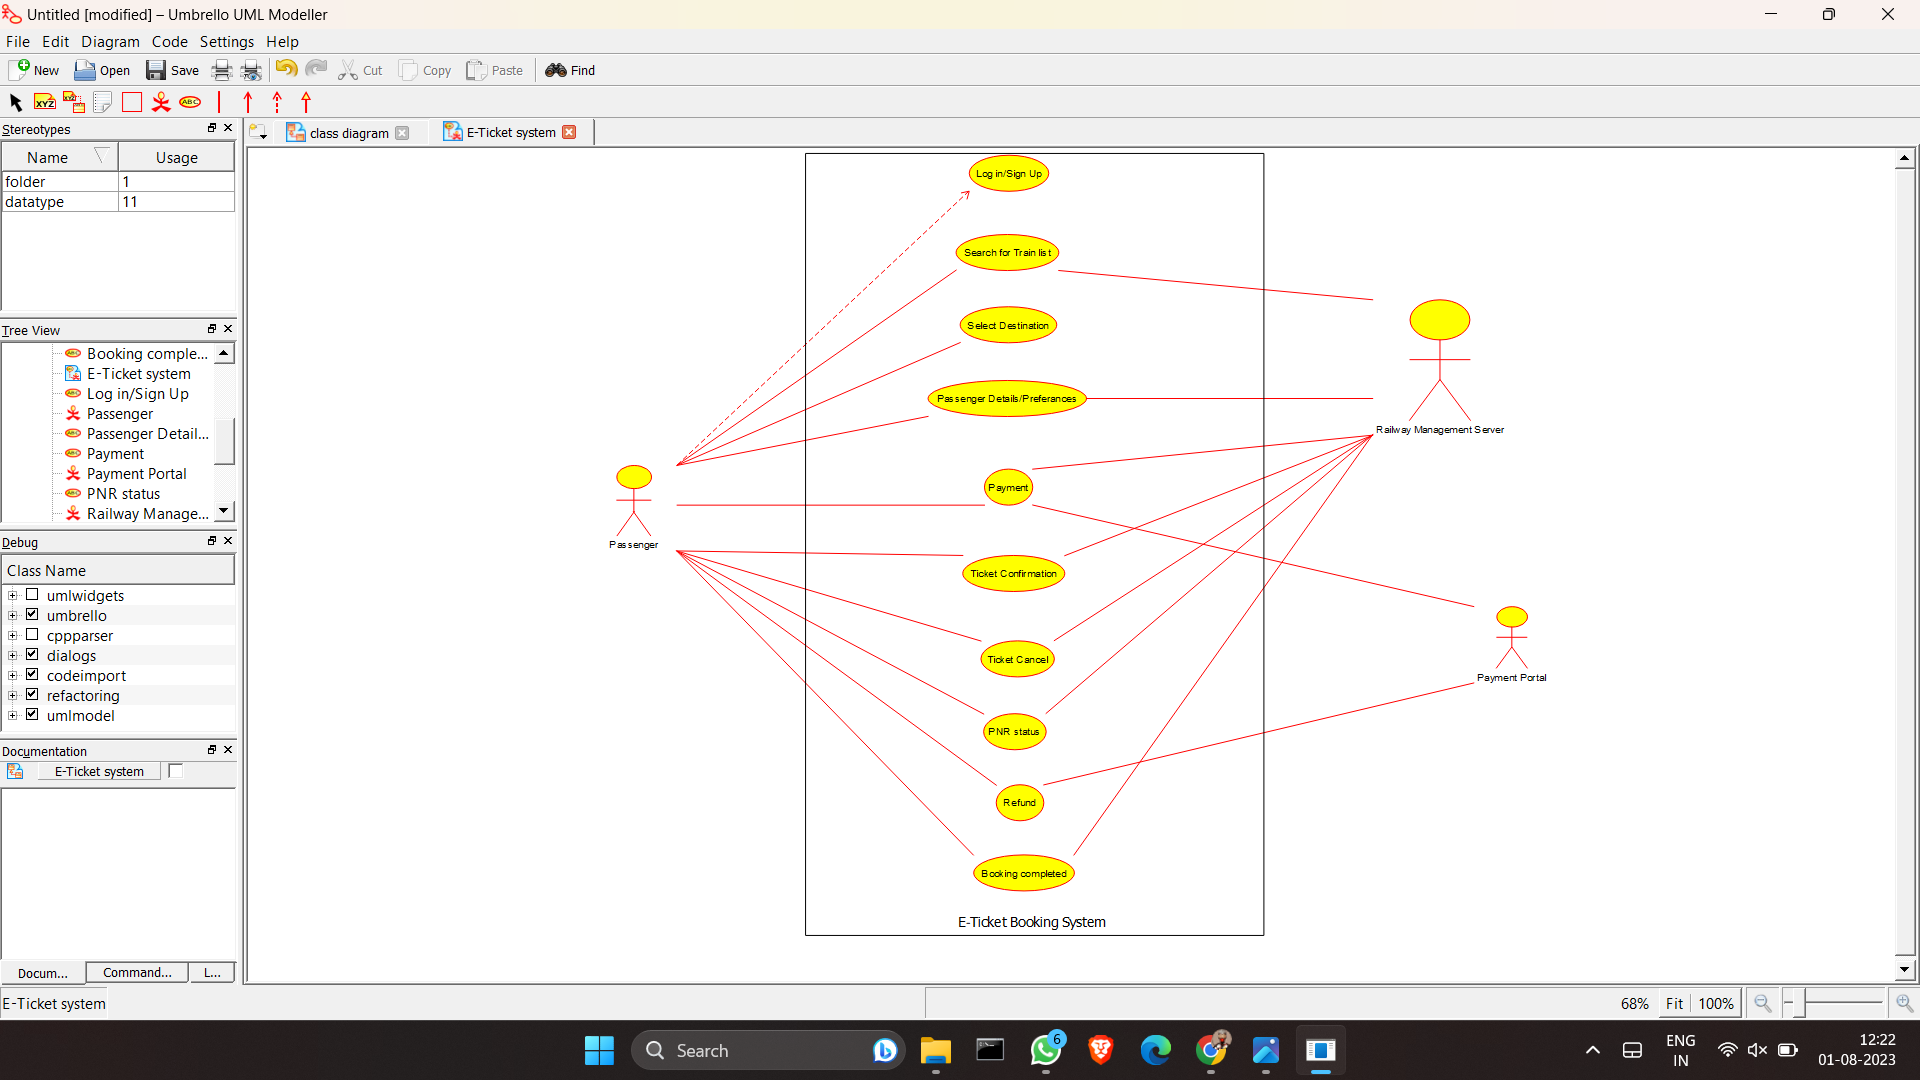 Untitled [modified] – Umbrello UML Modeller
File Edit Diagram Code Settings Help
New Open Save Cut Copy Paste Find
XYZ XYZ ABC
Stereotypes
Name Usage
folder 1
datatype 11
Tree View
Booking comple...
E-Ticket system
Log in/Sign Up
Passenger
Passenger Detail...
Payment
Payment Portal
PNR status
Railway Manage...
Debug
Class Name
umlwidgets
umbrello
cppparser
dialogs
codeimport
refactoring
umlmodel
Documentation
E-Ticket system
Docum... Command... L...
class diagram E-Ticket system
Log in/Sign Up
Search for Train list
Select Destination
Passenger Details/Preferances
Railway Management Server
Payment
Passenger
Ticket Confirmation
Ticket Cancel
Payment Portal
PNR status
Refund
Booking completed
E-Ticket Booking System
E-Ticket system
68% Fit 100%
Search
6
ENG
IN
12:22
01-08-2023